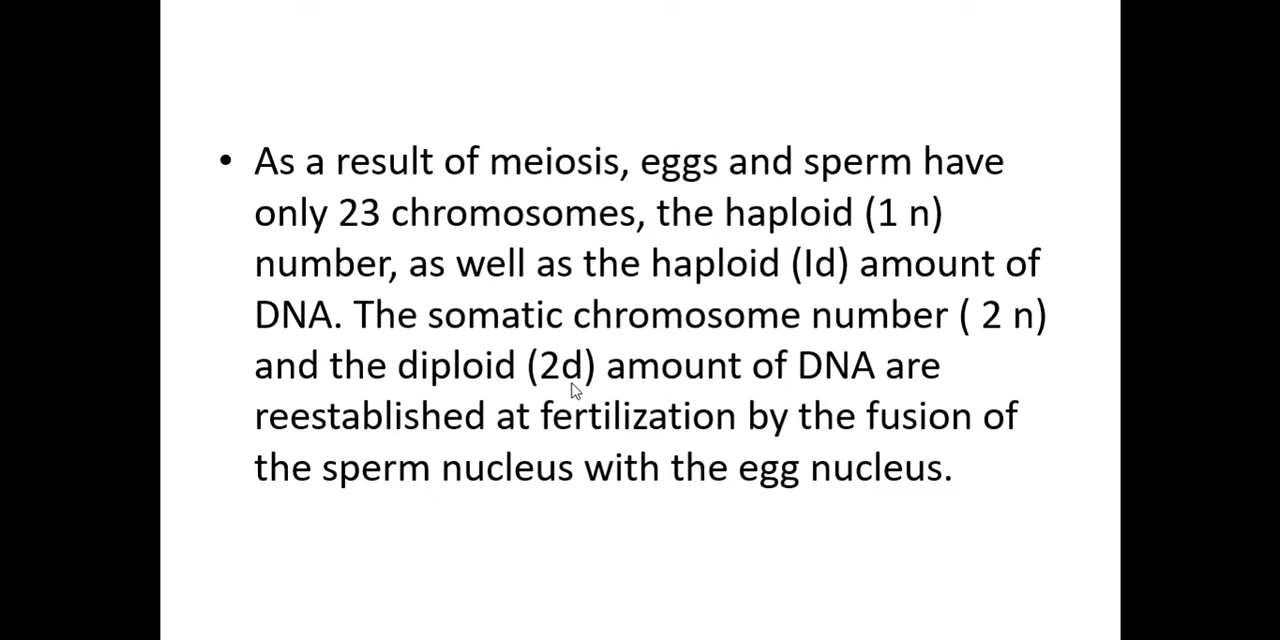 • As a result of meiosis, eggs and sperm have
only 23 chromosomes, the haploid (1 n)
number, as well as the haploid (Id) amount of
DNA. The somatic chromosome number ( 2 n)
and the diploid (2d) amount of DNA are
reestablished at fertilization by the fusion of
the sperm nucleus with the egg nucleus.